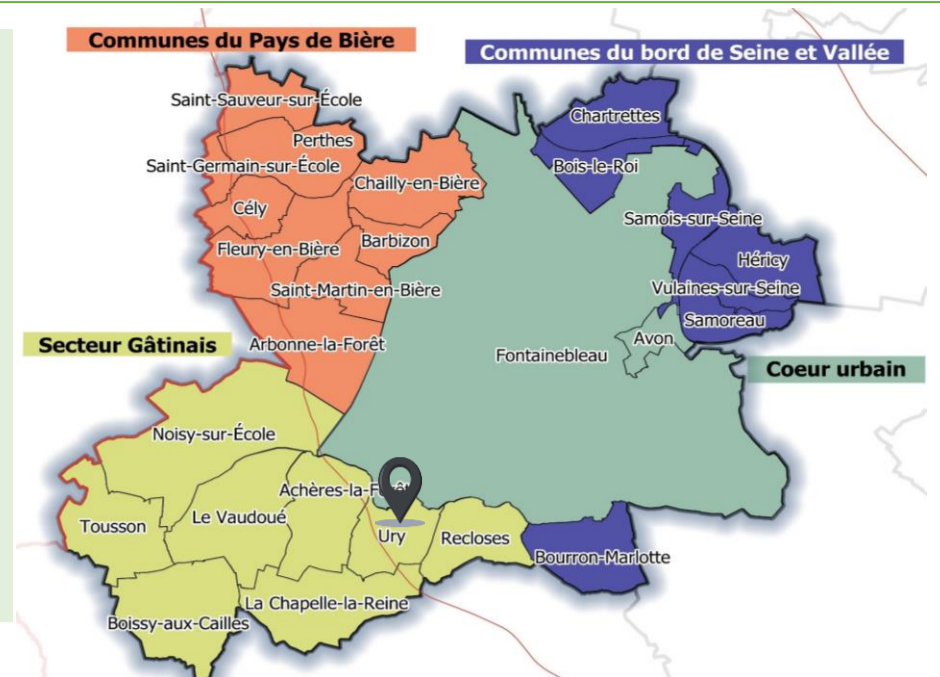 Communes du Pays de Bière
Communes du bord de Seine et Vallée
Saint-Sauveur-sur-École
Perthes
Saint-Germain-sur-École
Chailly-en-Bière
Cély
Fleury-en-Bière
Barbizon
Saint-Martin-en-Bière
Arbonne-la-Forêt
Chartrettes
Bois-le-Roi
Samois-sur-Seine
Héricy
Vulaines-sur-Seine
Samoreau
Avon
Fontainebleau
Secteur Gâtinais
Coeur urbain
Noisy-sur-École
Achères-la-Forêt
Tousson
Le Vaudoué
Ury
Recloses
Bourron-Marlotte
La Chapelle-la-Reine
Boissy-aux-Cailles